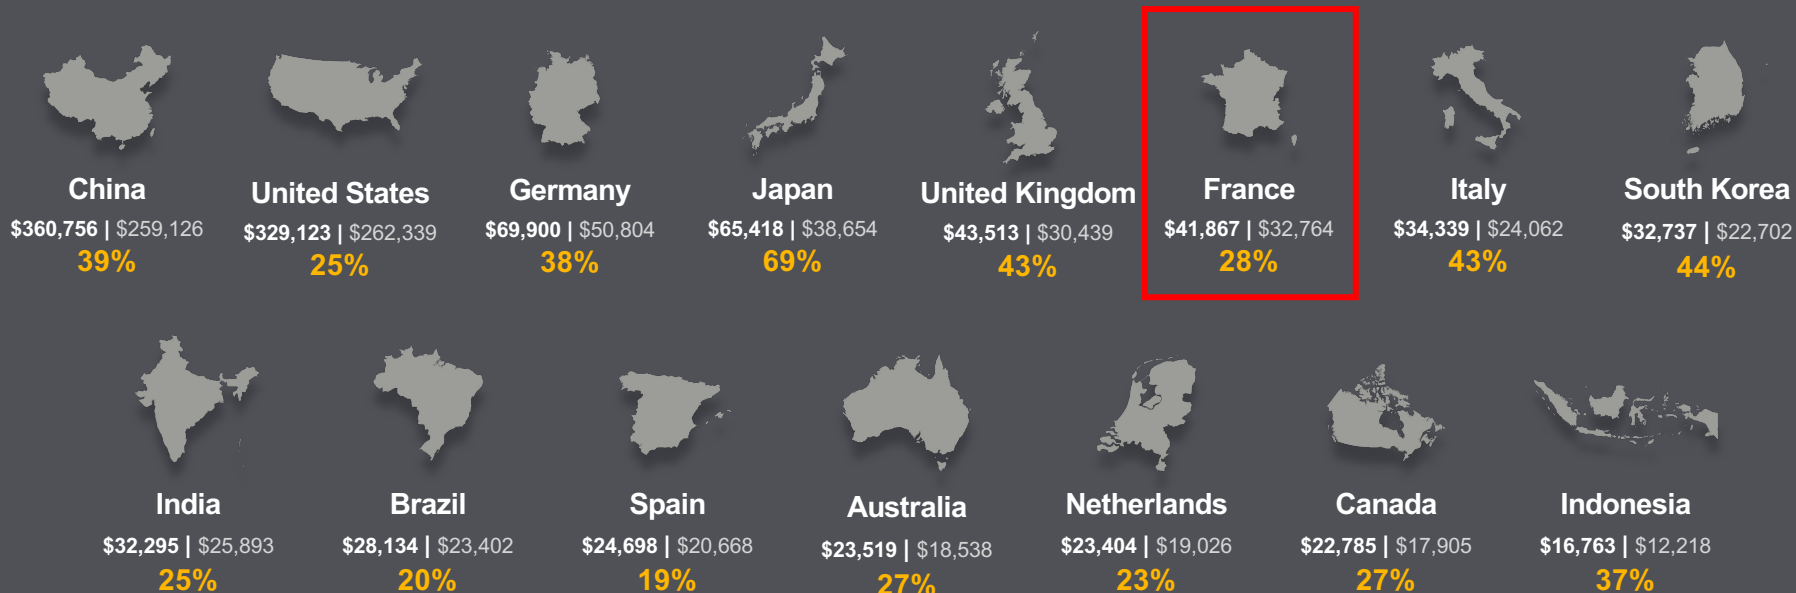 China United States Germany Japan United Kingdom France Italy South Korea
$360,756 | $259,126 $329,123 | $262,339 $69,900 | $50,804 $65,418 | $38,654 $43,513 | $30,439 $41,867 | $32,764 $34,339 | $24,062 $32,737 | $22,702
39% 25% 38% 69% 43% 28% 43% 44%
India Brazil Spain Australia Netherlands Canada Indonesia
$32,295 | $25,893 $28,134 | $23,402 $24,698 | $20,668 $23,519 | $18,538 $23,404 | $19,026 $22,785 | $17,905 $16,763 | $12,218
25% 20% 19% 27% 23% 27% 37%